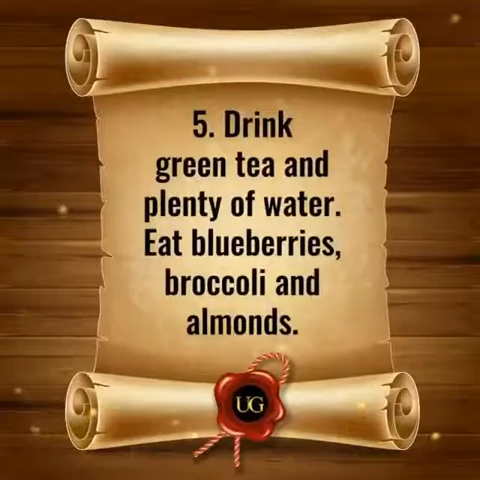 5. Drink
green tea and
plenty of water.
Eat blueberries,
broccoli and
almonds.
UG